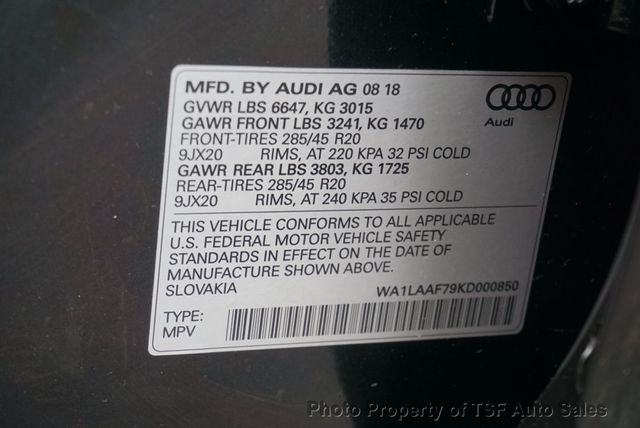 MFD. BY AUDI AG 08 18
GVWR LBS 6647, KG 3015
GAWR FRONT LBS 3241, KG 1470
FRONT-TIRES 285/45 R20
9JX20 RIMS, AT 220 KPA 32 PSI COLD
GAWR REAR LBS 3803, KG 1725
REAR-TIRES 285/45 R20
9JX20 RIMS, AT 240 KPA 35 PSI COLD
Audi
THIS VEHICLE CONFORMS TO ALL APPLICABLE
U.S. FEDERAL MOTOR VEHICLE SAFETY
STANDARDS IN EFFECT ON THE DATE OF
MANUFACTURE SHOWN ABOVE.
SLOVAKIA WA1LAAF79KD000850
TYPE:
MPV
Photo Property of TSF Auto Sales